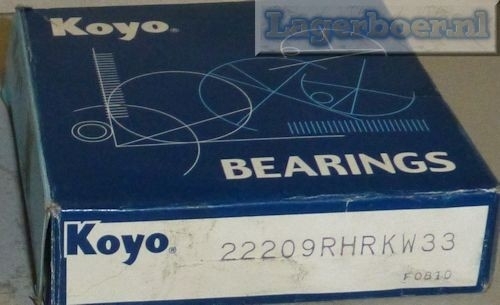 Lagerboer.nl
Koyo®
BEARINGS
Koyo® 22209RHRKW33
F0810